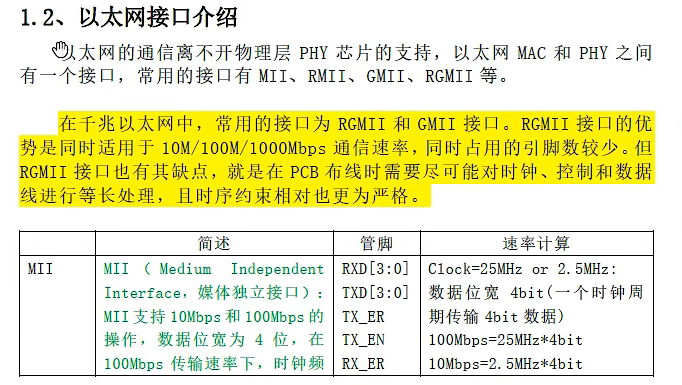 1.2、以太网接口介绍
以太网的通信离不开物理层 PHY 芯片的支持，以太网 MAC 和 PHY 之间
有一个接口，常用的接口有 MII、RMII、GMII、RGMII 等。
在千兆以太网中，常用的接口为 RGMII 和 GMII 接口。RGMII 接口的优
势是同时适用于 10M/100M/1000Mbps 通信速率，同时占用的引脚数较少。但
RGMII 接口也有其缺点，就是在 PCB 布线时需要尽可能对时钟、控制和数据
线进行等长处理，且时序约束相对也更为严格。
简述 管脚 速率计算
MII MII（Medium Independent RXD[3:0] Clock=25MHz or 2.5MHz:
Interface，媒体独立接口）： TXD[3:0] 数据位宽 4bit(一个时钟周
MII 支持 10Mbps 和 100Mbps 的 TX_ER 期传输 4bit 数据)
操作，数据位宽为 4 位，在 TX_EN 100Mbps=25MHz*4bit
100Mbps 传输速率下，时钟频 RX_ER 10Mbps=2.5MHz*4bit